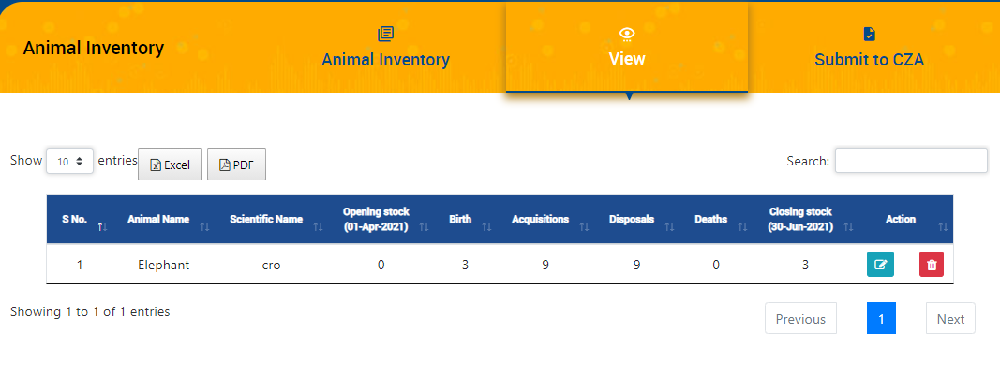 Animal Inventory
Animal Inventory
View
Submit to CZA
Show 10 entries Excel PDF Search:
S No. Animal Name Scientific Name Opening stock (01-Apr-2021) Birth Acquisitions Disposals Deaths Closing stock (30-Jun-2021) Action
1 Elephant cro 0 3 9 9 0 3
Showing 1 to 1 of 1 entries
Previous 1 Next